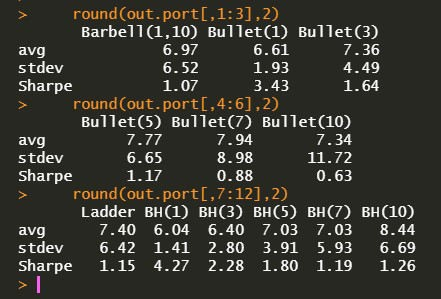 > round(out.port[,1:3],2)
Barbell(1,10) Bullet(1) Bullet(3)
avg 6.97 6.61 7.36
stdev 6.52 1.93 4.49
Sharpe 1.07 3.43 1.64
> round(out.port[,4:6],2)
Bullet(5) Bullet(7) Bullet(10)
avg 7.77 7.94 7.34
stdev 6.65 8.98 11.72
Sharpe 1.17 0.88 0.63
> round(out.port[,7:12],2)
Ladder BH(1) BH(3) BH(5) BH(7) BH(10)
avg 7.40 6.04 6.40 7.03 7.03 8.44
stdev 6.42 1.41 2.80 3.91 5.93 6.69
Sharpe 1.15 4.27 2.28 1.80 1.19 1.26
>